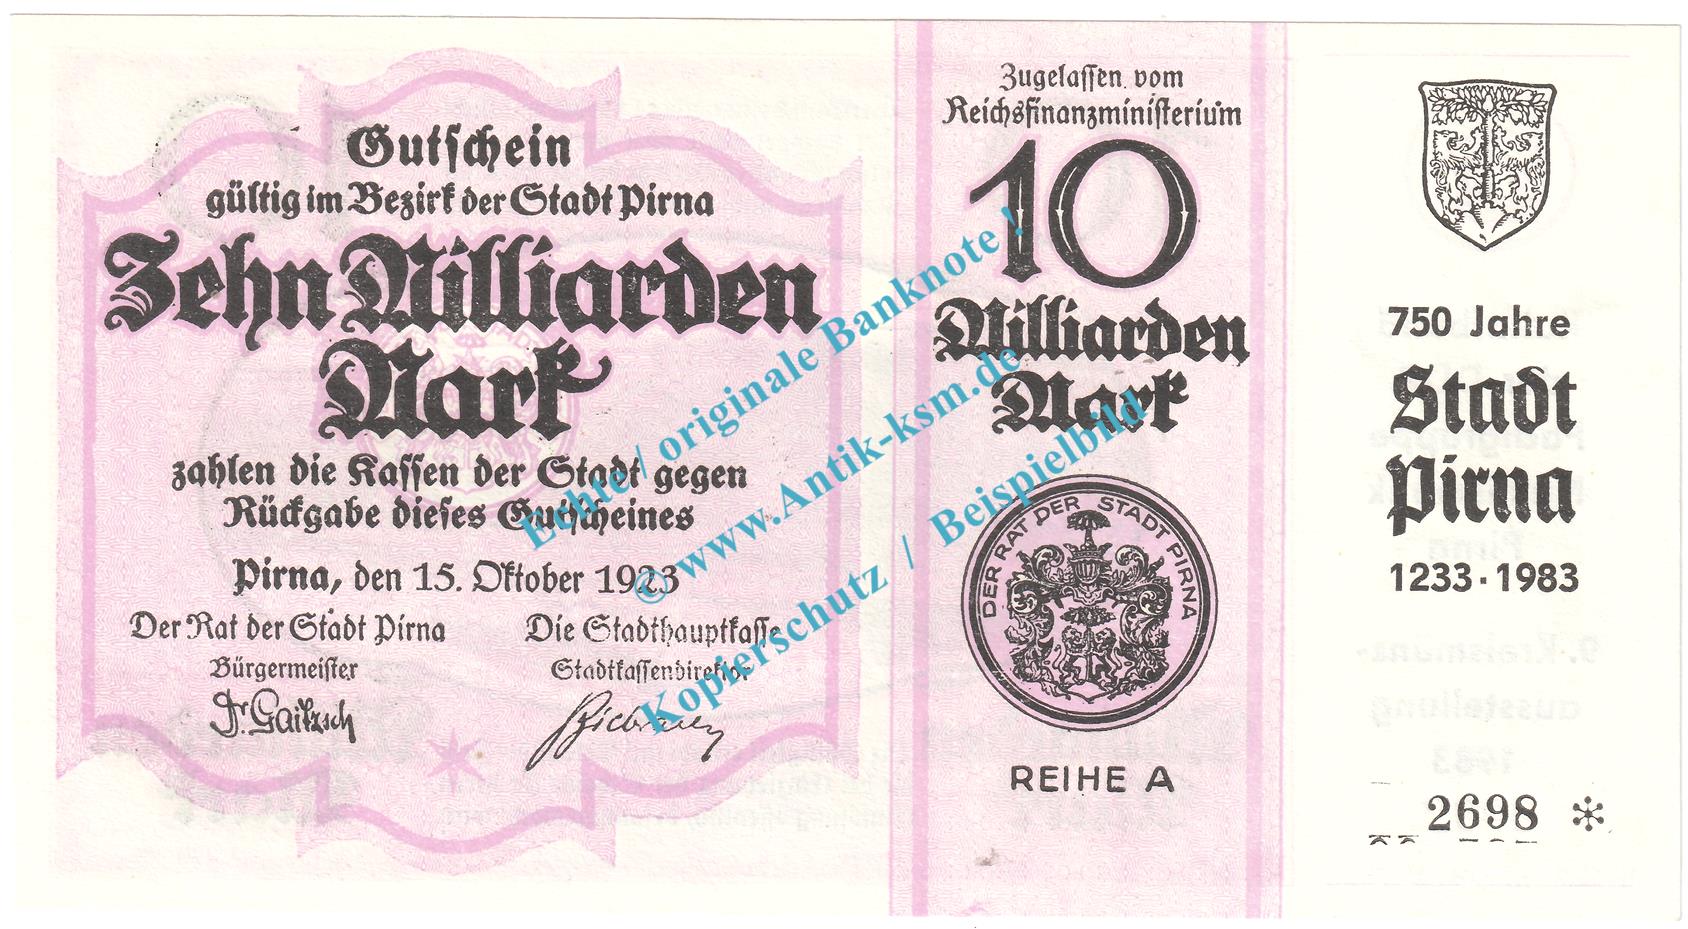 Gutschein
gültig im Bezirk der Stadt Pirna
Zehn Milliarden
Mark
zahlen die Kassen der Stadt gegen
Rückgabe dieses Gutscheines
Pirna, den 15. Oktober 1923
Der Rat der Stadt Pirna
Bürgermeister
Die Stadthauptkasse
Stadtkassendirektor
Zugelassen vom
Reichsfinanzministerium
10
Milliarden
Mark
DER RAT DER STADT PIRNA
REIHE A
750 Jahre
Stadt
Pirna
1233 · 1983
2698 *
Echte / originale Banknote !
© www.Antik-ksm.de
Kopierschutz / Beispielbild